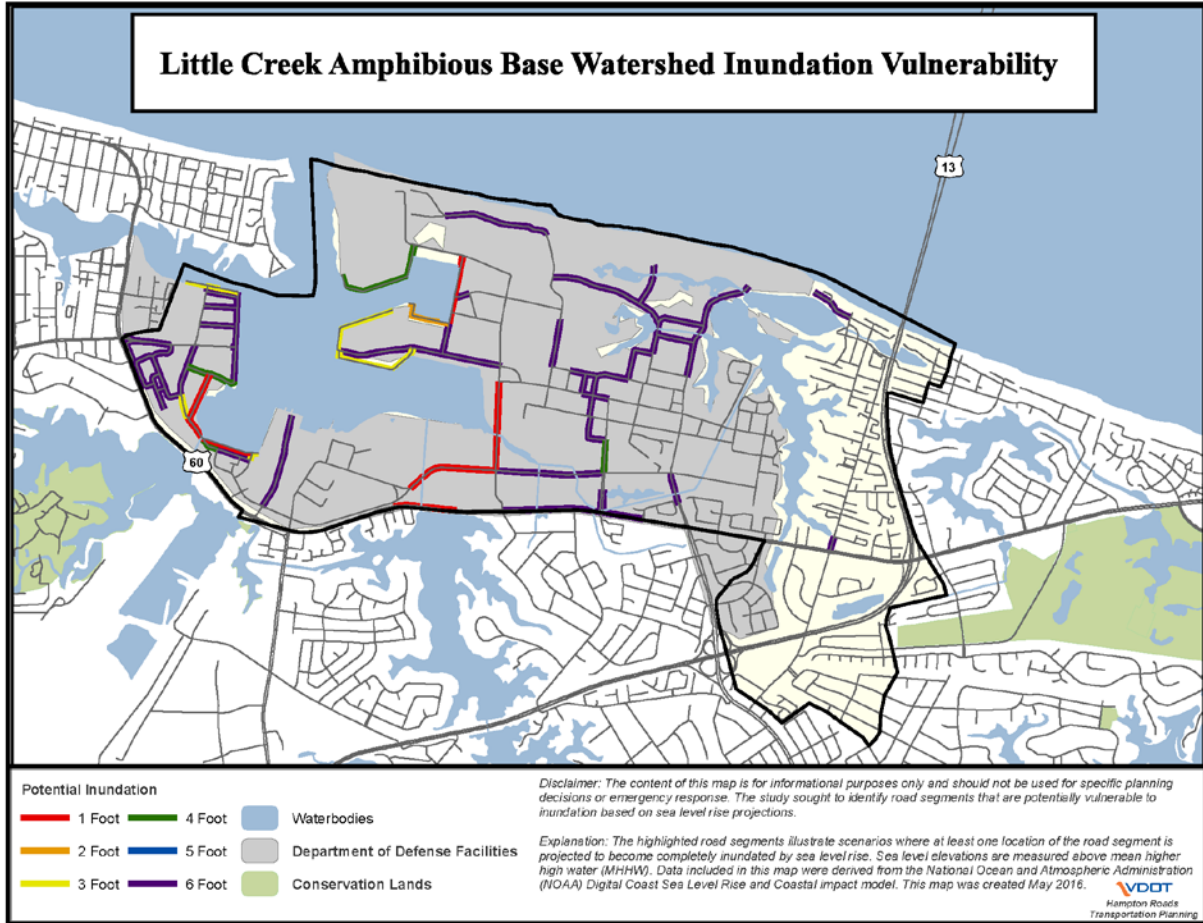 Little Creek Amphibious Base Watershed Inundation Vulnerability
13
60
Potential Inundation
1 Foot
4 Foot
Waterbodies
2 Foot
5 Foot
Department of Defense Facilities
3 Foot
6 Foot
Conservation Lands
Disclaimer: The content of this map is for informational purposes only and should not be used for specific planning
decisions or emergency response. The study sought to identify road segments that are potentially vulnerable to
inundation based on sea level rise projections.
Explanation: The highlighted road segments illustrate scenarios where at least one location of the road segment is
projected to become completely inundated by sea level rise. Sea level elevations are measured above mean higher
high water (MHHW). Data included in this map were derived from the National Ocean and Atmospheric Administration
(NOAA) Digital Coast Sea Level Rise and Coastal impact model. This map was created May 2016.
VDOT
Hampton Roads
Transportation Planning